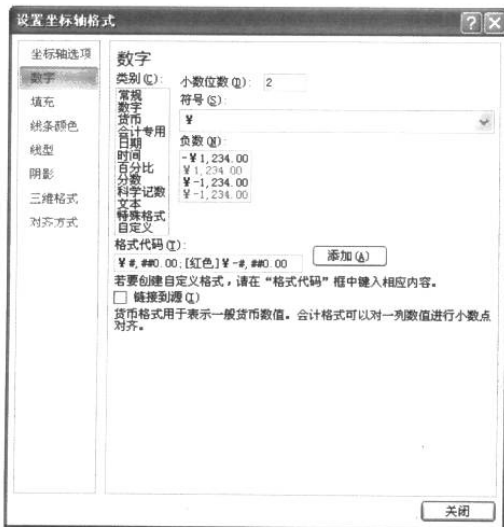 设置坐标轴格式
坐标轴选项
数字
填充
线条颜色
线型
阴影
三维格式
对齐方式
数字
类别(C):
常规
数字
货币
会计专用
日期
时间
百分比
分数
科学记数
文本
特殊格式
自定义
小数位数(D): 2
符号(S):
¥
负数(N):
-¥1,234.00
¥1,234.00
¥-1,234.00
¥-1,234.00
格式代码(T):
¥#,##0.00;[红色]¥-#,##0.00
添加(A)
若要创建自定义格式，请在“格式代码”框中键入相应内容。
链接到源(I)
货币格式用于表示一般货币数值。会计格式可以对一列数值进行小数点
对齐。
关闭